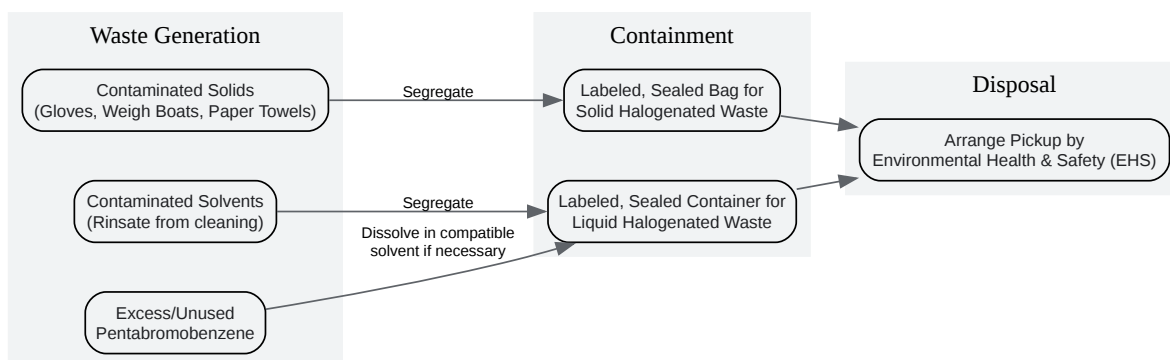 Waste Generation
Contaminated Solids
(Gloves, Weigh Boats, Paper Towels)
Contaminated Solvents
(Rinsate from cleaning)
Excess/Unused
Pentabromobenzene
Segregate
Segregate
Dissolve in compatible
solvent if necessary
Containment
Labeled, Sealed Bag for
Solid Halogenated Waste
Labeled, Sealed Container for
Liquid Halogenated Waste
Disposal
Arrange Pickup by
Environmental Health & Safety (EHS)